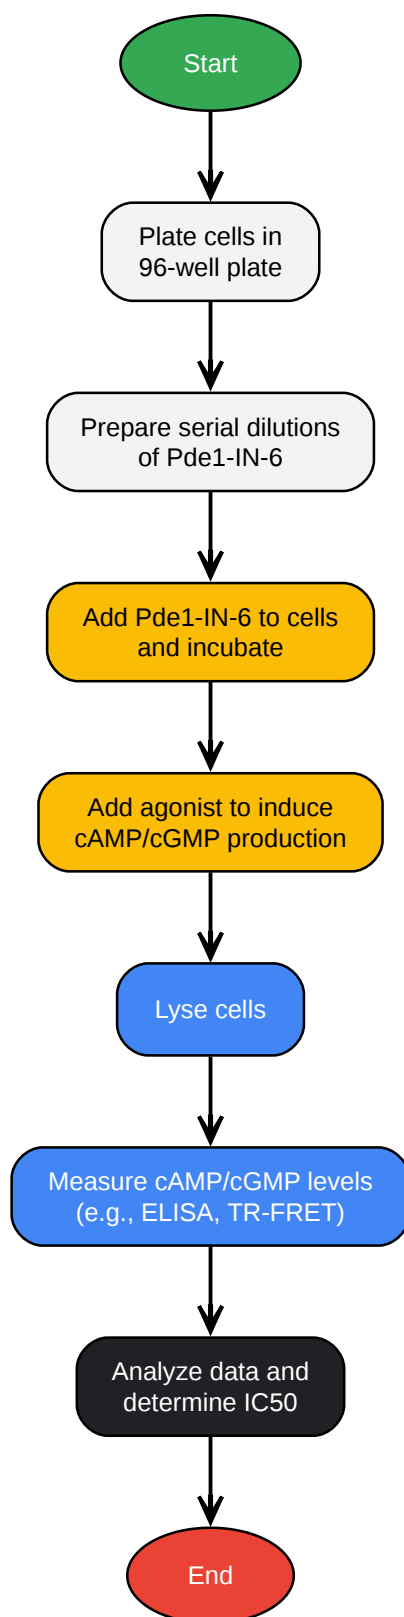 Start
Plate cells in
96-well plate
Prepare serial dilutions
of Pde1-IN-6
Add Pde1-IN-6 to cells
and incubate
Add agonist to induce
cAMP/cGMP production
Lyse cells
Measure cAMP/cGMP levels
(e.g., ELISA, TR-FRET)
Analyze data and
determine IC50
End